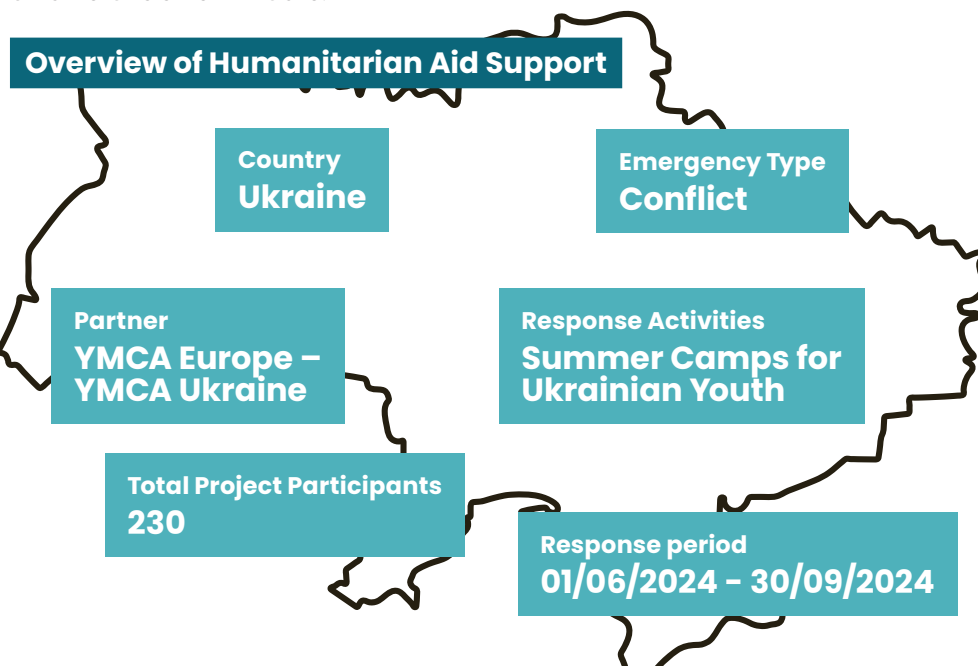 Overview of Humanitarian Aid Support
Country
Ukraine
Emergency Type
Conflict
Partner
YMCA Europe –
YMCA Ukraine
Response Activities
Summer Camps for
Ukrainian Youth
Total Project Participants
230
Response period
01/06/2024 - 30/09/2024